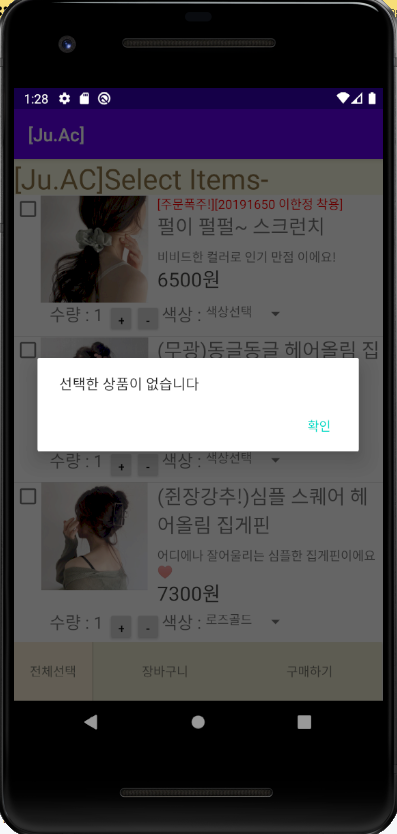 1:28
[Ju.Ac]
[Ju.AC]Select Items-
[주문폭주!][20191650 이한정 착용]
펄이 펄펄~ 스크런치
비비드한 컬러로 인기 만점 이에요!
6500원
수량 : 1 + - 색상 : 색상선택
(무광)동글동글 헤어올림 집
선택한 상품이 없습니다
확인
수량 : 1 + - 색상 : 색상선택
(쥔장강추!)심플 스퀘어 헤
어올림 집게핀
어디에나 잘어울리는 심플한 집게핀이에요
❤️
7300원
수량 : 1 + - 색상 : 로즈골드
전체선택 장바구니 구매하기